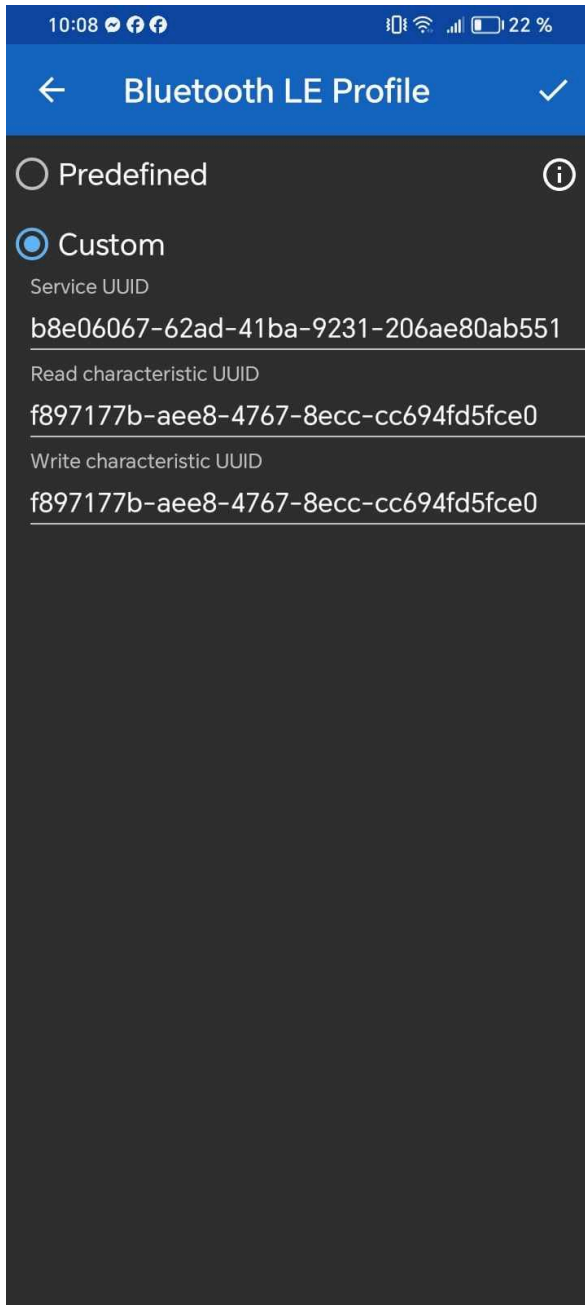 10:08 22 %
Bluetooth LE Profile
Predefined
Custom
Service UUID
b8e06067-62ad-41ba-9231-206ae80ab551
Read characteristic UUID
f897177b-aee8-4767-8ecc-cc694fd5fce0
Write characteristic UUID
f897177b-aee8-4767-8ecc-cc694fd5fce0